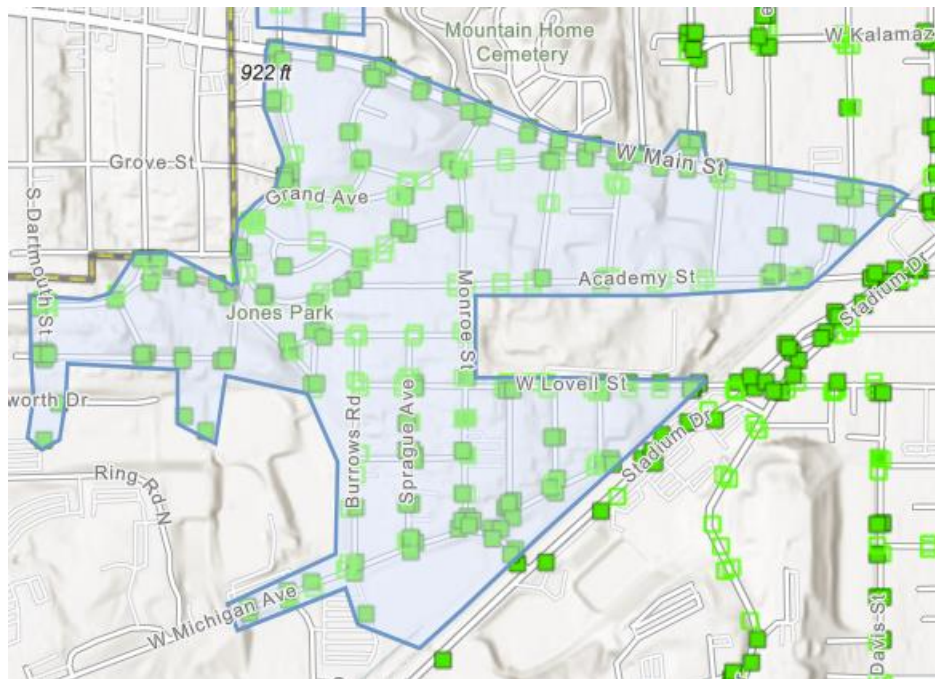 Mountain Home
Cemetery
W Kalamaz
922 ft
Grove St
W Main St
Grand Ave
S Dartmouth St
Monroe St
Academy St
Stadium Dr
Jones Park
W Lovell St
worth Dr
Burrows Rd
Sprague Ave
Stadium Dr
Ring Rd N
W Michigan Ave
Davis St